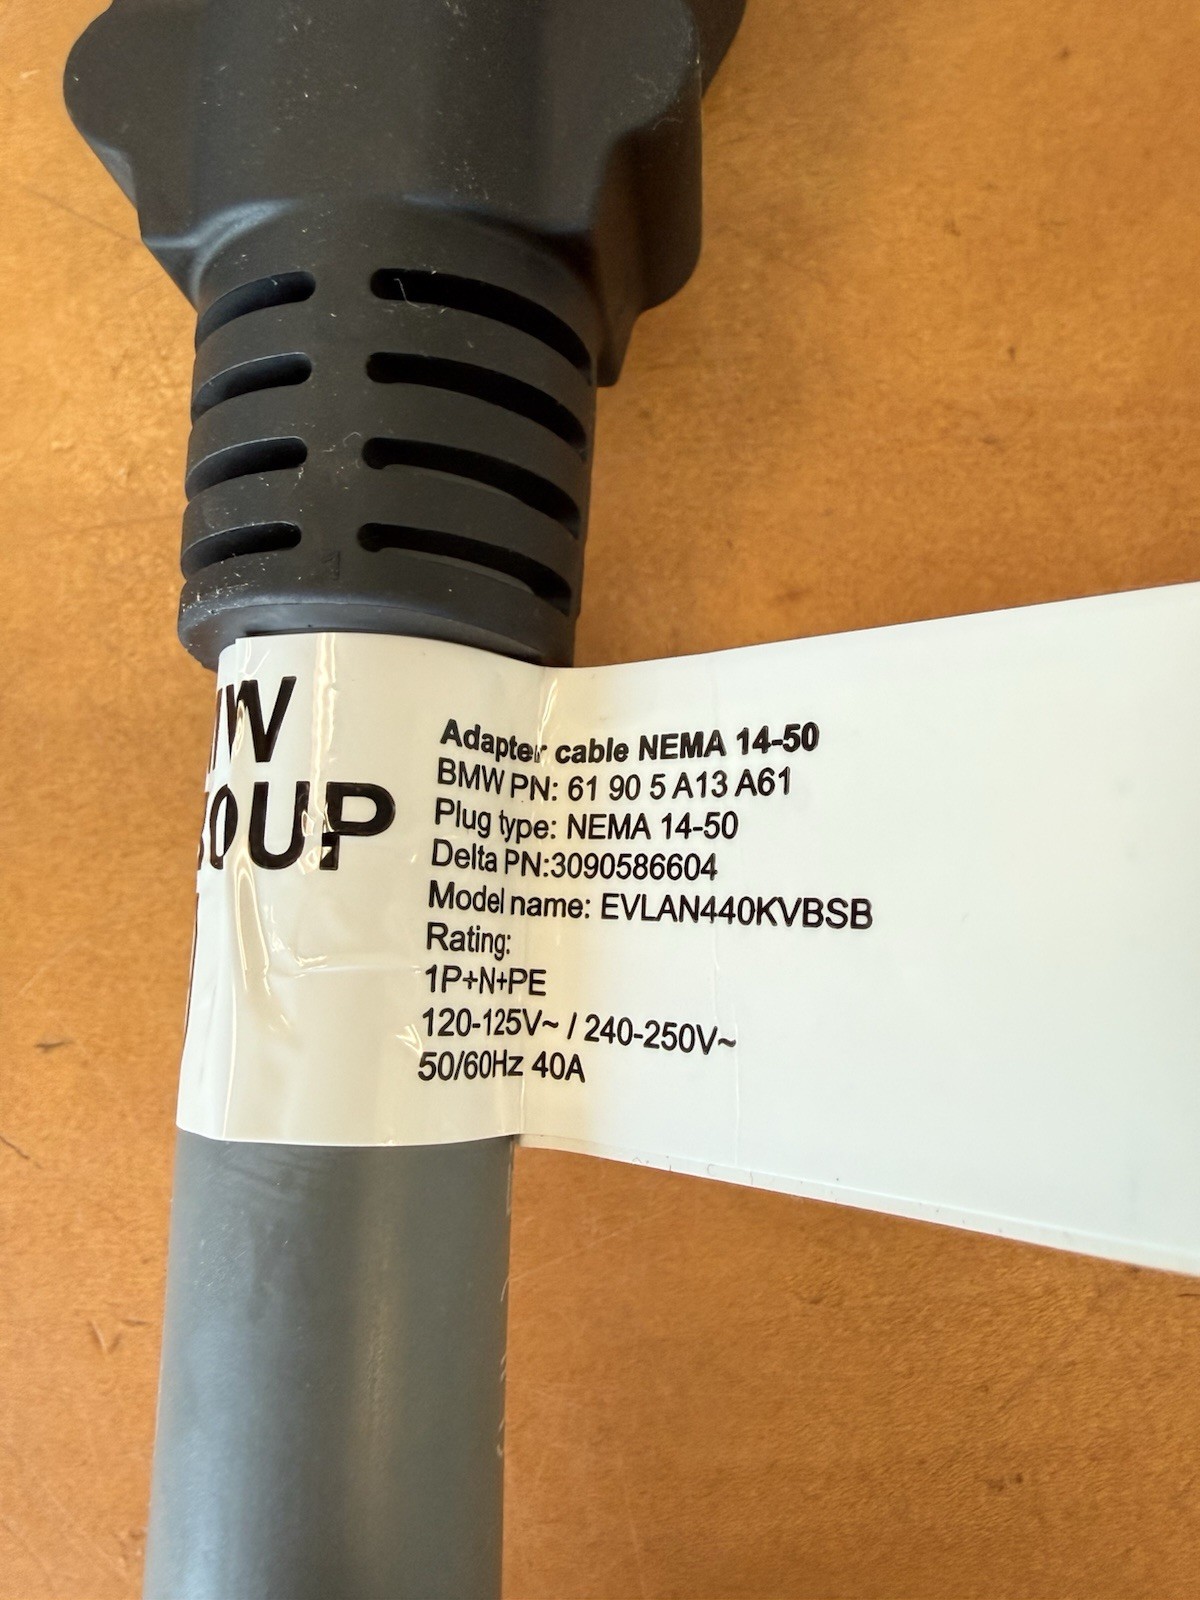 Adapter cable NEMA 14-50
BMW PN: 61 90 5 A13 A61
Plug type: NEMA 14-50
Delta PN:3090586604
Model name: EVLAN440KVBSB
Rating:
1P+N+PE
120-125V~ / 240-250V~
50/60Hz 40A